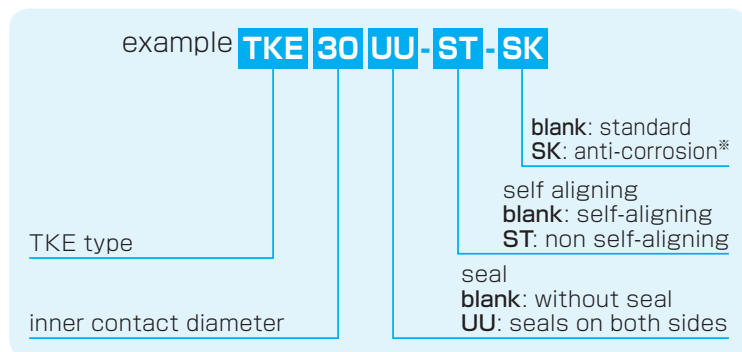 example TKE 30 UU - ST - SK
blank: standard
SK: anti-corrosion※
self aligning
blank: self-aligning
ST: non self-aligning
TKE type
seal
blank: without seal
UU: seals on both sides
inner contact diameter